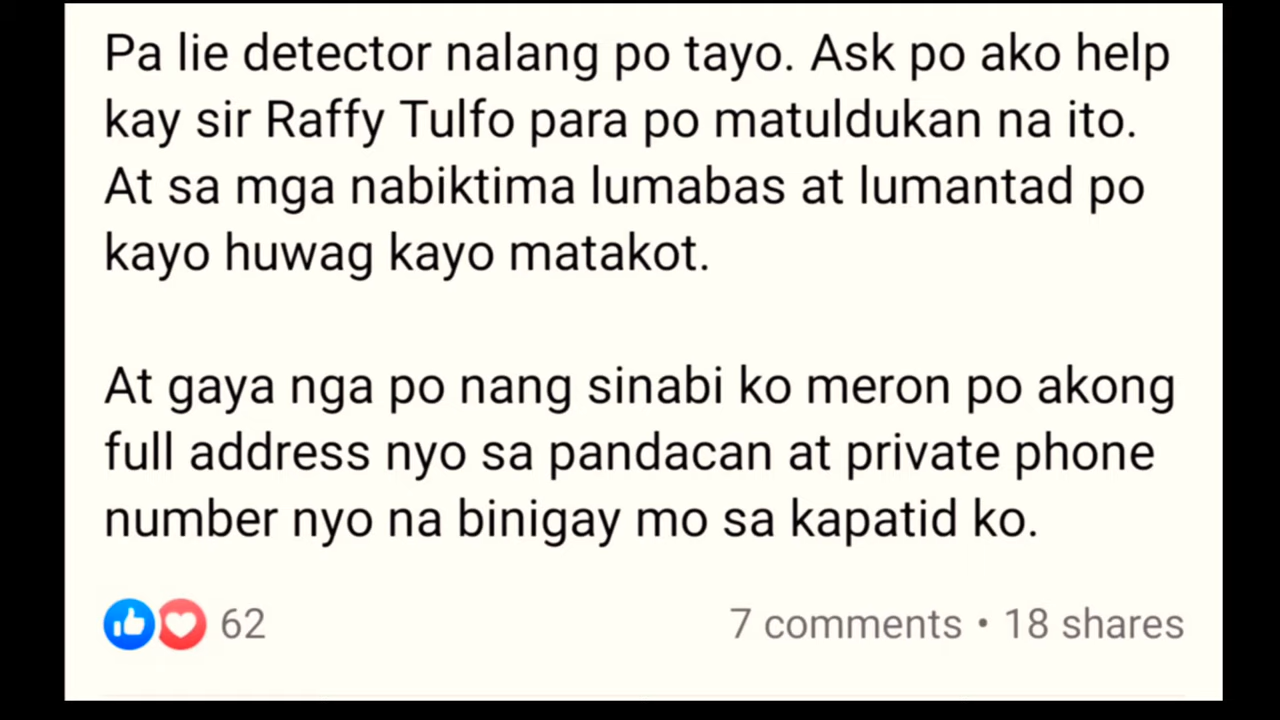 Pa lie detector nalang po tayo. Ask po ako help
kay sir Raffy Tulfo para po matuldukan na ito.
At sa mga nabiktima lumabas at lumantad po
kayo huwag kayo matakot.
At gaya nga po nang sinabi ko meron po akong
full address nyo sa pandacan at private phone
number nyo na binigay mo sa kapatid ko.
62
7 comments • 18 shares